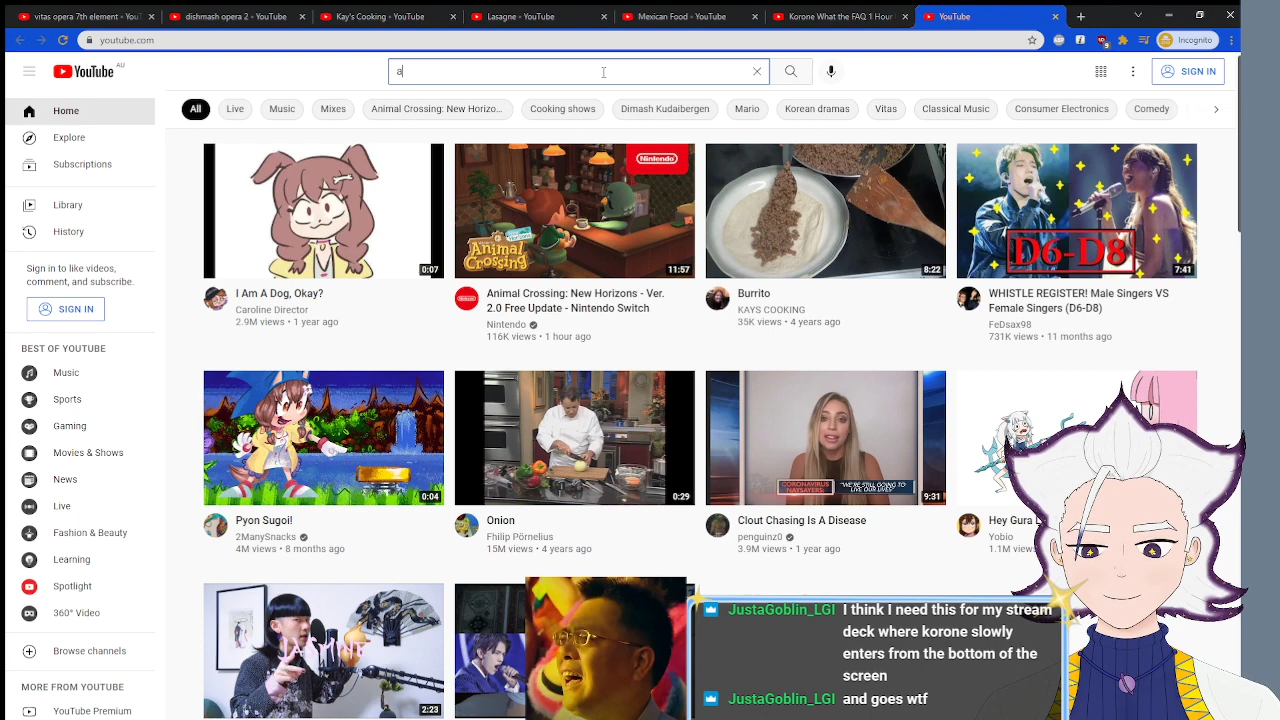 vitas opera 7th element - YouT
dishmash opera 2 - YouTube
Kay's Cooking - YouTube
Lasagne - YouTube
Mexican Food - YouTube
Korone What the FAQ 1 Hour
YouTube
youtube.com
Incognito
YouTube AU
a
SIGN IN
All
Live
Music
Mixes
Animal Crossing: New Horizo...
Cooking shows
Dimash Kudaibergen
Mario
Korean dramas
Vitas
Classical Music
Consumer Electronics
Comedy
Home
Explore
Subscriptions
Library
History
Sign in to like videos,
comment, and subscribe.
SIGN IN
BEST OF YOUTUBE
Music
Sports
Gaming
Movies & Shows
News
Live
Fashion & Beauty
Learning
Spotlight
360° Video
Browse channels
MORE FROM YOUTUBE
YouTube Premium
0:07
I Am A Dog, Okay?
Caroline Director
2.9M views • 1 year ago
Nintendo
ANIMAL CROSSING
11:57
Animal Crossing: New Horizons - Ver.
2.0 Free Update - Nintendo Switch
Nintendo
116K views • 1 hour ago
8:22
Burrito
KAYS COOKING
35K views • 4 years ago
D6-D8
7:41
WHISTLE REGISTER! Male Singers VS
Female Singers (D6-D8)
FeDsax98
731K views • 11 months ago
0:04
Pyon Sugoi!
2ManySnacks
4M views • 8 months ago
0:29
Onion
Fhilip Pörnelius
15M views • 4 years ago
CORONAVIRUS
NAYSAYERS:
"WE'RE STILL GOING TO
LIVE OUR LIVES"
9:31
Clout Chasing Is A Disease
penguinz0
3.9M views • 1 year ago
Hey Gura
Yobio
1.1M views
JASMINE
2:23
JustaGoblin_LGI I think I need this for my stream
deck where korone slowly
enters from the bottom of the
screen
JustaGoblin_LGI and goes wtf